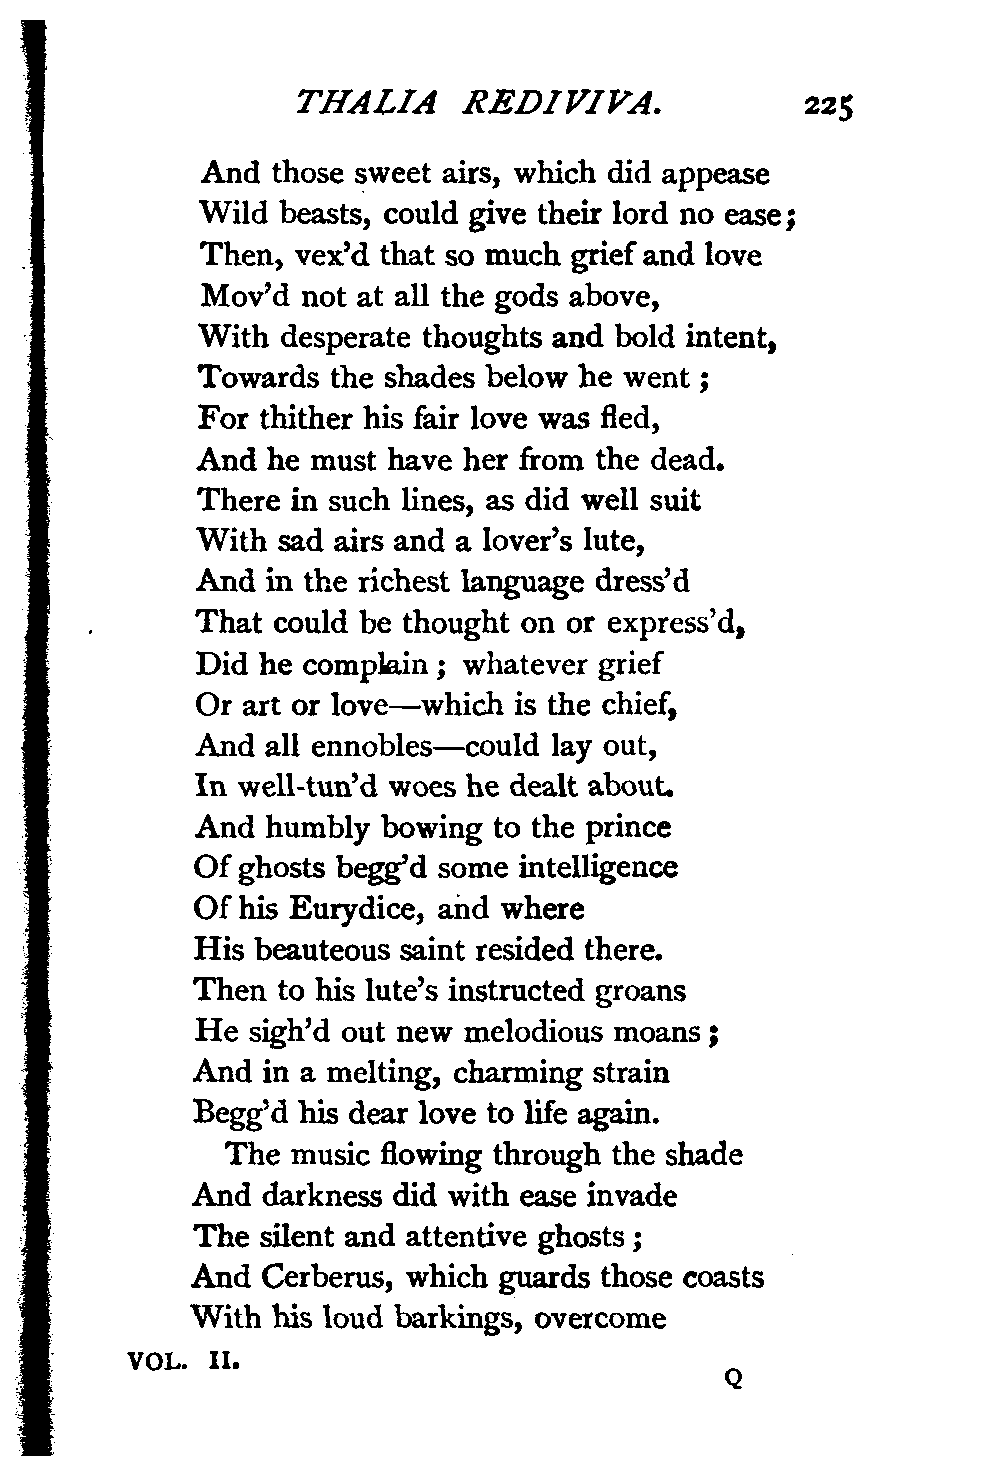 THALIA REDIVIVA. 225
And those sweet airs, which did appease
Wild beasts, could give their lord no ease;
Then, vex'd that so much grief and love
Mov'd not at all the gods above,
With desperate thoughts and bold intent,
Towards the shades below he went ;
For thither his fair love was fled,
And he must have her from the dead.
There in such lines, as did well suit
With sad airs and a lover's lute,
And in the richest language dress'd
That could be thought on or express'd,
Did he complain ; whatever grief
Or art or love—which is the chief,
And all ennobles—could lay out,
In well-tun'd woes he dealt about.
And humbly bowing to the prince
Of ghosts begg'd some intelligence
Of his Eurydice, and where
His beauteous saint resided there.
Then to his lute's instructed groans
He sigh'd out new melodious moans ;
And in a melting, charming strain
Begg'd his dear love to life again.
The music flowing through the shade
And darkness did with ease invade
The silent and attentive ghosts ;
And Cerberus, which guards those coasts
With his loud barkings, overcome
VOL. II.
Q